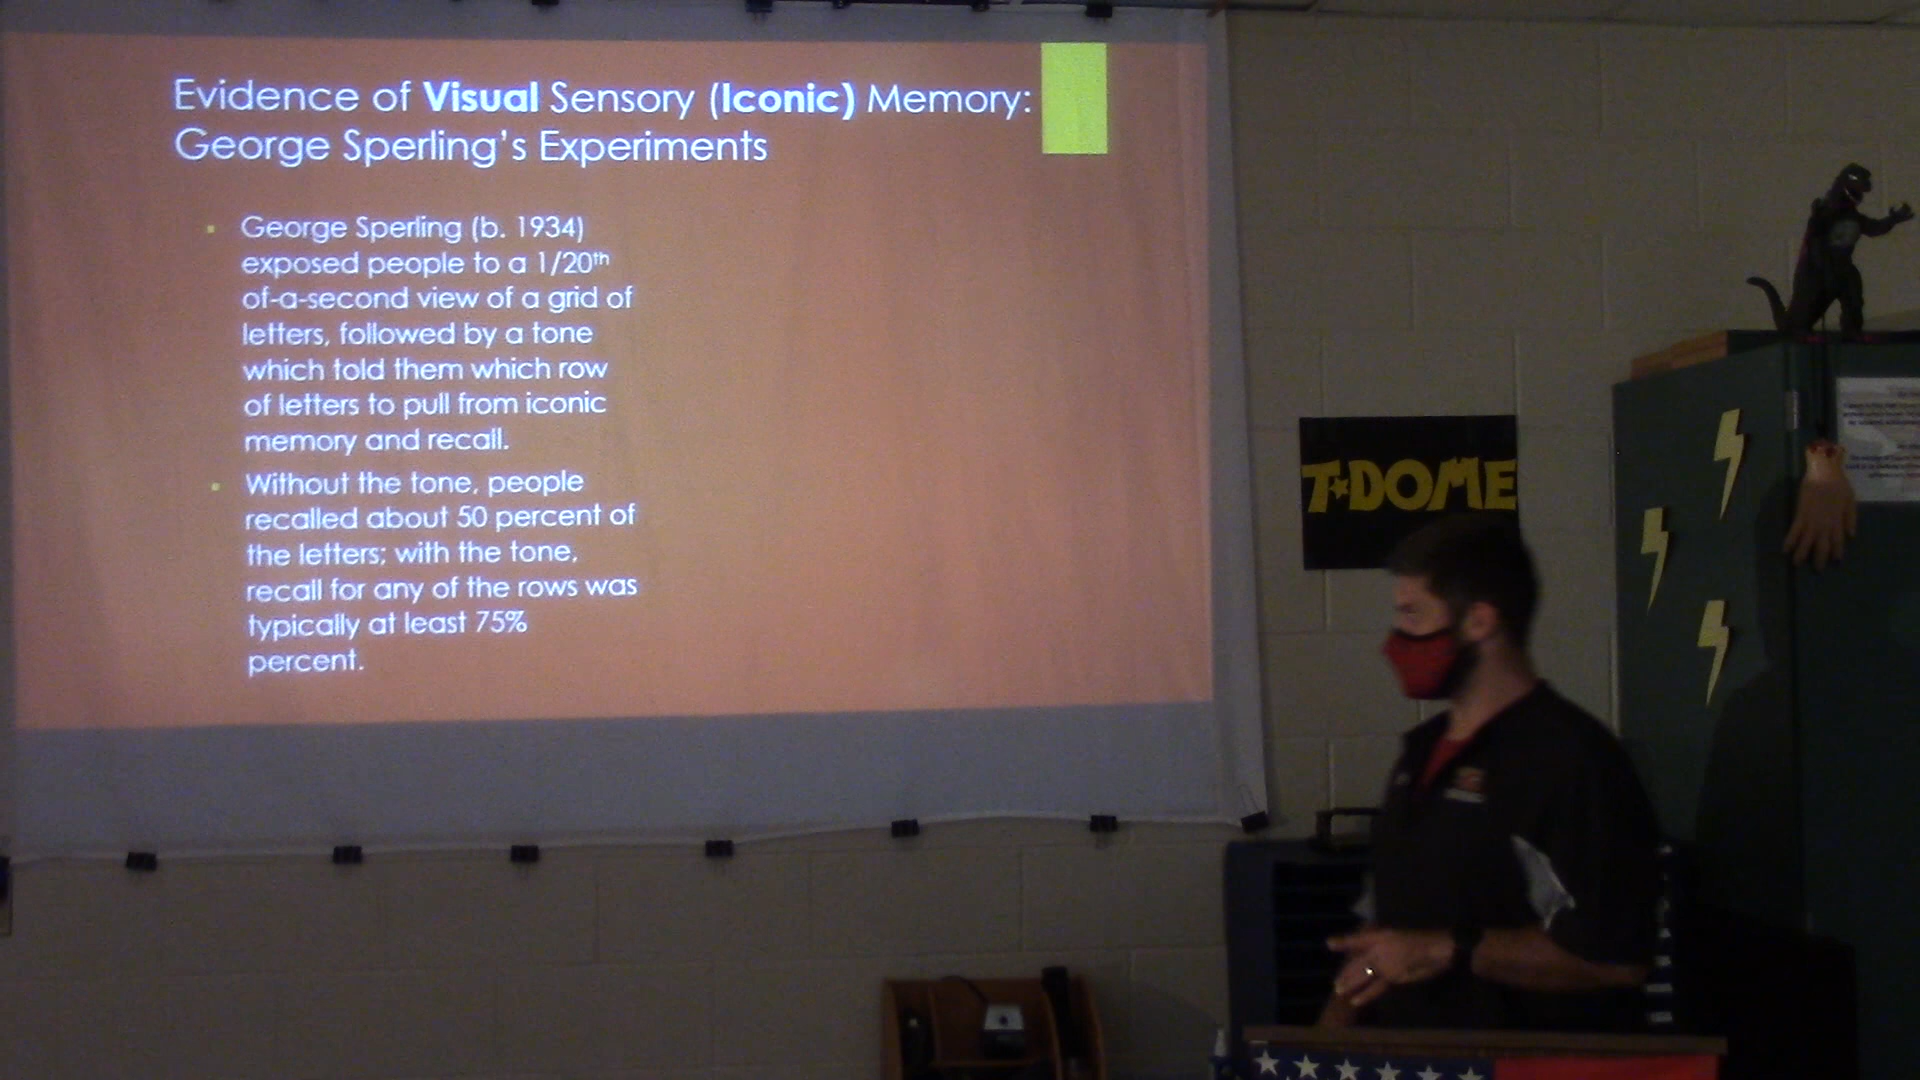 Evidence of Visual Sensory (Iconic) Memory:
George Sperling's Experiments
George Sperling (b. 1934)
exposed people to a 1/20th
of-a-second view of a grid of
letters, followed by a tone
which told them which row
of letters to pull from iconic
memory and recall.
Without the tone, people
recalled about 50 percent of
the letters; with the tone,
recall for any of the rows was
typically at least 75%
percent.
T★DOME